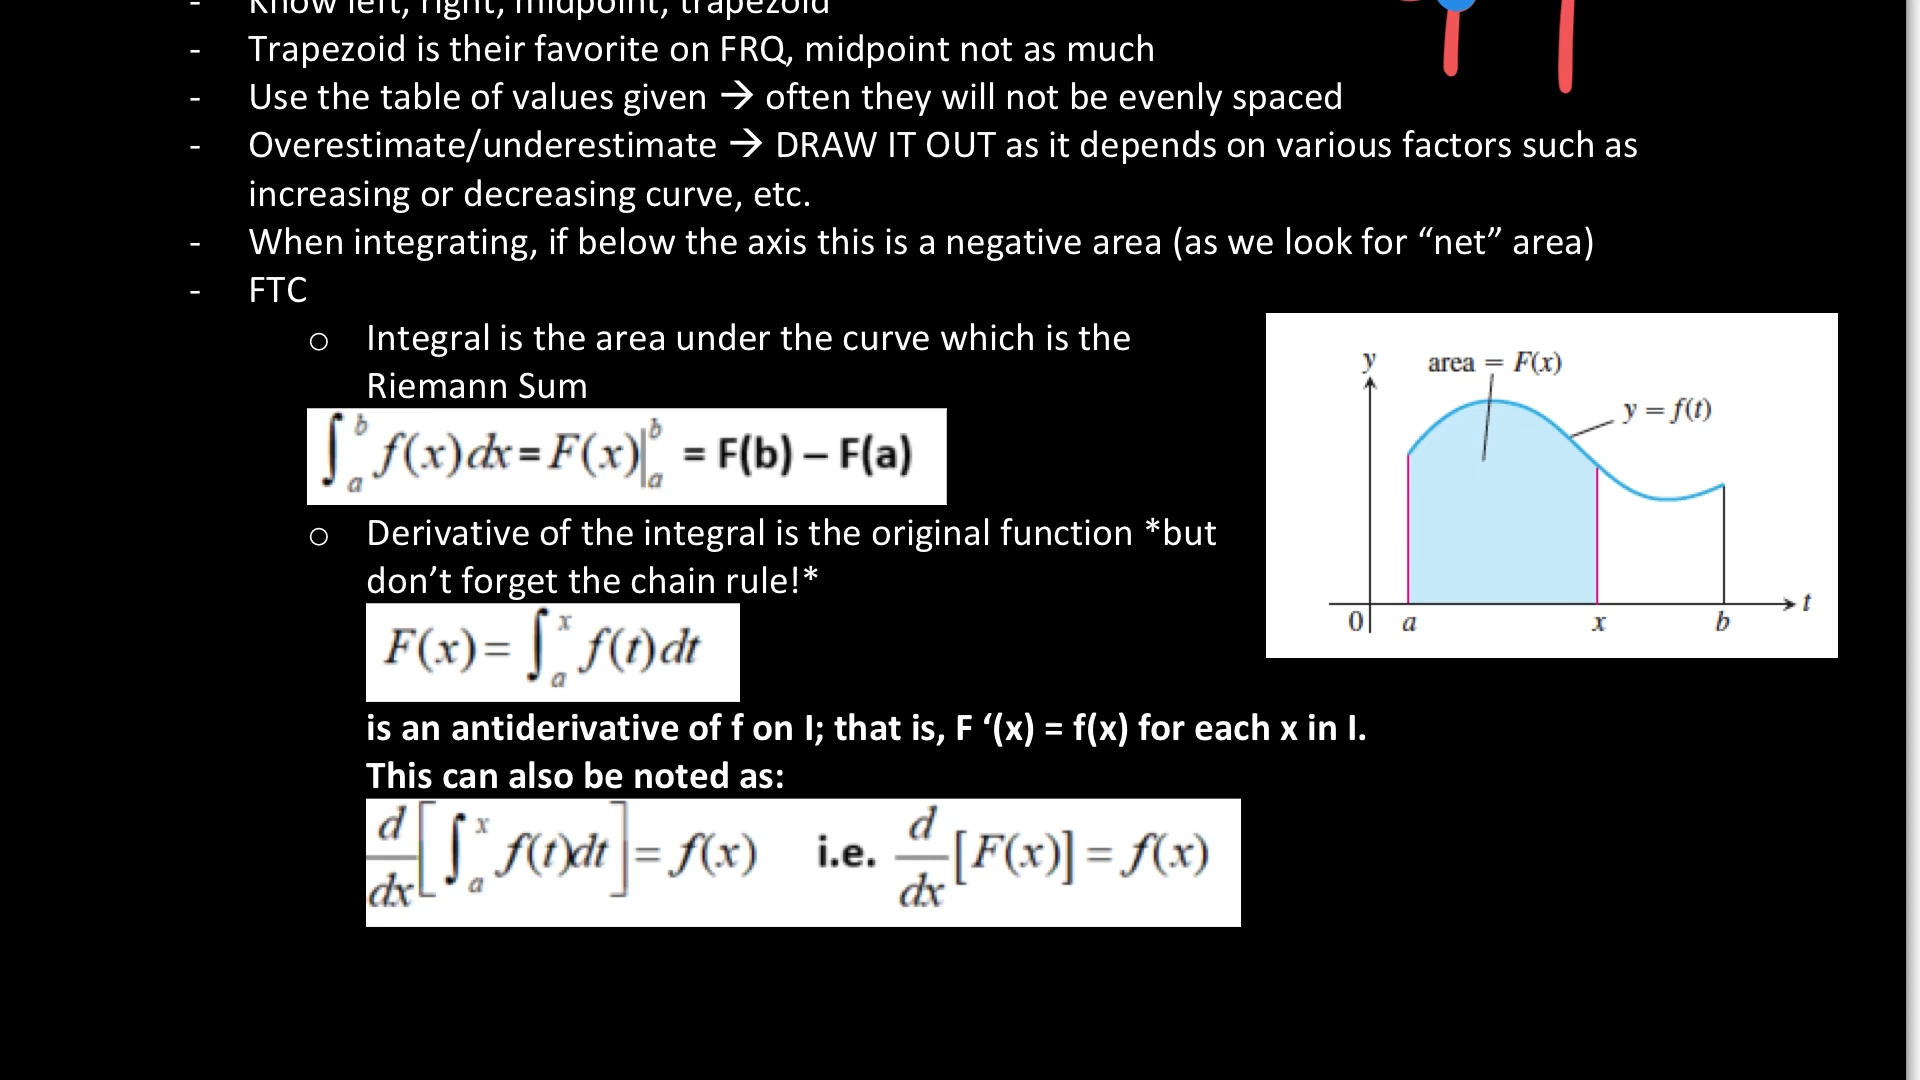 - Know left, right, midpoint, trapezoid
- Trapezoid is their favorite on FRQ, midpoint not as much
- Use the table of values given → often they will not be evenly spaced
- Overestimate/underestimate → DRAW IT OUT as it depends on various factors such as
increasing or decreasing curve, etc.
- When integrating, if below the axis this is a negative area (as we look for “net” area)
- FTC
o Integral is the area under the curve which is the
Riemann Sum
∫ₐᵇ f(x)dx = F(x)|ₐᵇ = F(b) – F(a)
o Derivative of the integral is the original function *but
don’t forget the chain rule!*
F(x) = ∫ₐˣ f(t)dt
is an antiderivative of f on I; that is, F ‘(x) = f(x) for each x in I.
This can also be noted as:
d/dx[∫ₐˣ f(t)dt] = f(x) i.e. d/dx[F(x)] = f(x)
y area = F(x)
y = f(t)
0 a x b t